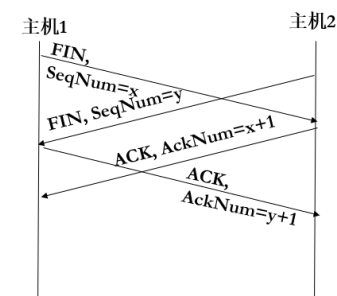 主机1
主机2
FIN,
SeqNum=x
FIN, SeqNum=y
ACK, AckNum=x+1
ACK,
AckNum=y+1